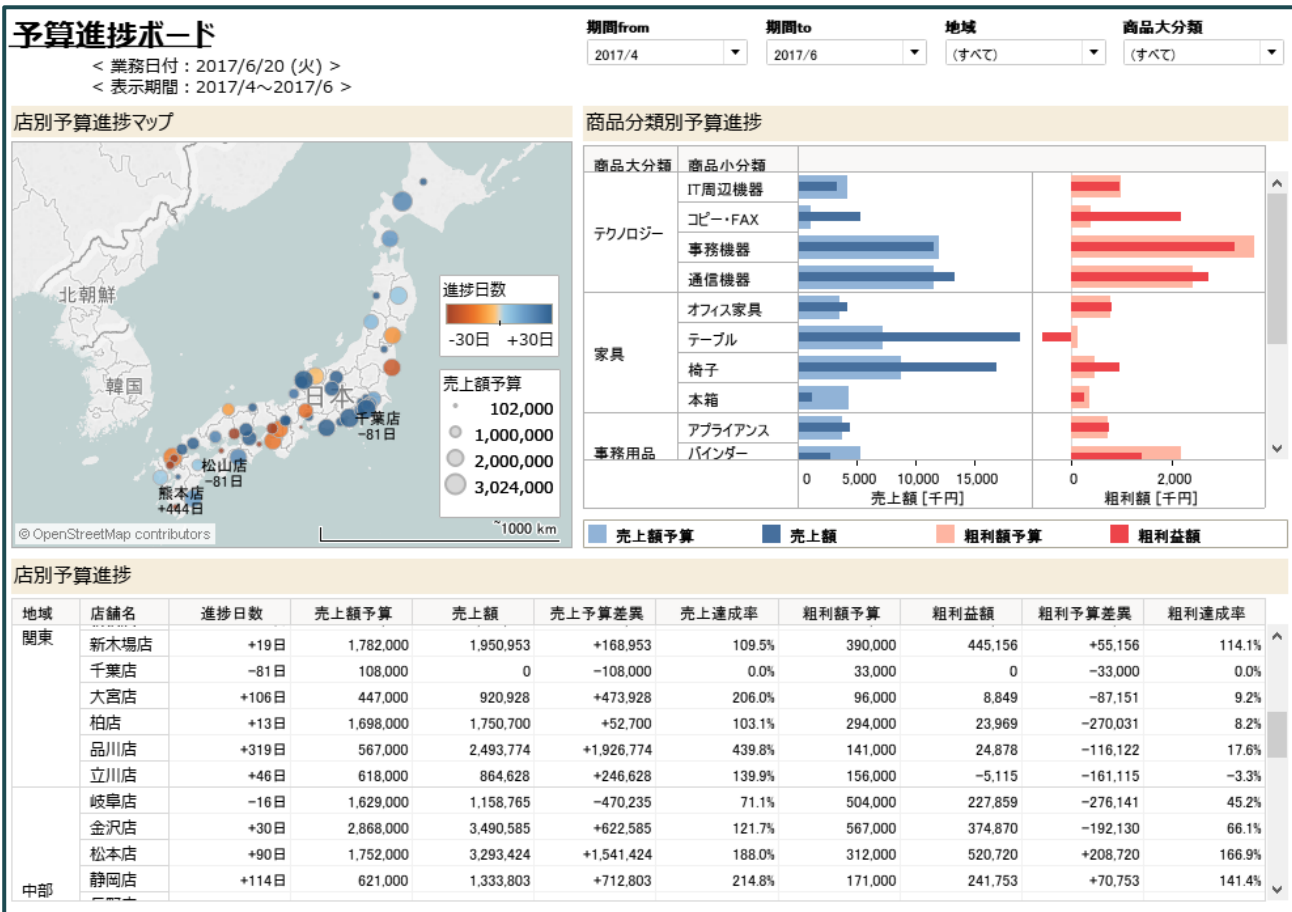 予算進捗ボード
< 業務日付：2017/6/20 (火) >
< 表示期間：2017/4～2017/6 >
期間from 期間to 地域 商品大分類
2017/4 2017/6 (すべて) (すべて)
店別予算進捗マップ
北朝鮮
韓国
日本
千葉店
-81日
松山店
-81日
熊本店
+444日
進捗日数
-30日 +30日
売上額予算
102,000
1,000,000
2,000,000
3,024,000
© OpenStreetMap contributors
~1000 km
商品分類別予算進捗
商品大分類 商品小分類
テクノロジー
IT周辺機器
コピー・FAX
事務機器
通信機器
家具
オフィス家具
テーブル
椅子
本箱
事務用品
アプライアンス
バインダー
0 5,000 10,000 15,000
売上額 [千円]
0 2,000
粗利額 [千円]
売上額予算 売上額 粗利額予算 粗利益額
店別予算進捗
地域 店舗名 進捗日数 売上額予算 売上額 売上予算差異 売上達成率 粗利額予算 粗利益額 粗利予算差異 粗利達成率
関東 新木場店 +19日 1,782,000 1,950,953 +168,953 109.5% 390,000 445,156 +55,156 114.1%
千葉店 -81日 108,000 0 -108,000 0.0% 33,000 0 -33,000 0.0%
大宮店 +106日 447,000 920,928 +473,928 206.0% 96,000 8,849 -87,151 9.2%
柏店 +13日 1,698,000 1,750,700 +52,700 103.1% 294,000 23,969 -270,031 8.2%
品川店 +319日 567,000 2,493,774 +1,926,774 439.8% 141,000 24,878 -116,122 17.6%
立川店 +46日 618,000 864,628 +246,628 139.9% 156,000 -5,115 -161,115 -3.3%
岐阜店 -16日 1,629,000 1,158,765 -470,235 71.1% 504,000 227,859 -276,141 45.2%
金沢店 +30日 2,868,000 3,490,585 +622,585 121.7% 567,000 374,870 -192,130 66.1%
松本店 +90日 1,752,000 3,293,424 +1,541,424 188.0% 312,000 520,720 +208,720 166.9%
中部 静岡店 +114日 621,000 1,333,803 +712,803 214.8% 171,000 241,753 +70,753 141.4%